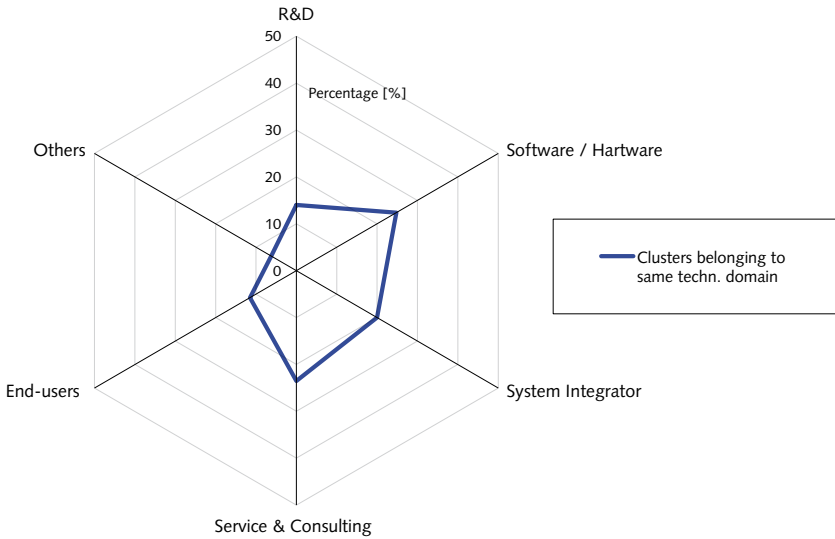 R&D
50
40
Percentage [%]
30
Others
Software / Hartware
20
10
0
Clusters belonging to
same techn. domain
End-users
System Integrator
Service & Consulting